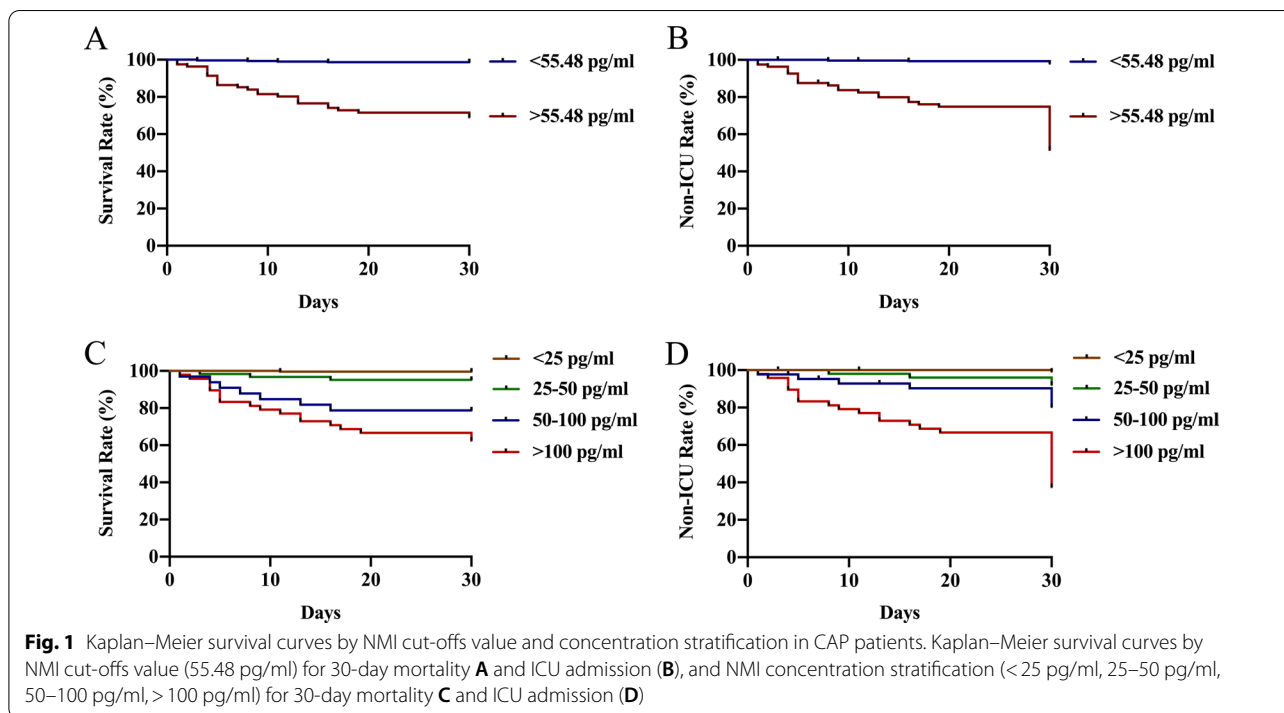 A
Survival Rate (%)
100
80
60
40
20
0
0 10 20 30
Days
<55.48 pg/ml
>55.48 pg/ml
B
Non-ICU Rate (%)
100
80
60
40
20
0
0 10 20 30
Days
<55.48 pg/ml
>55.48 pg/ml
C
Survival Rate (%)
100
80
60
40
20
0
0 10 20 30
Days
<25 pg/ml
25-50 pg/ml
50-100 pg/ml
>100 pg/ml
D
Non-ICU Rate (%)
100
80
60
40
20
0
0 10 20 30
Days
<25 pg/ml
25-50 pg/ml
50-100 pg/ml
>100 pg/ml
Fig. 1 Kaplan–Meier survival curves by NMI cut-offs value and concentration stratification in CAP patients. Kaplan–Meier survival curves by
NMI cut-offs value (55.48 pg/ml) for 30-day mortality A and ICU admission (B), and NMI concentration stratification (< 25 pg/ml, 25–50 pg/ml,
50–100 pg/ml, > 100 pg/ml) for 30-day mortality C and ICU admission (D)